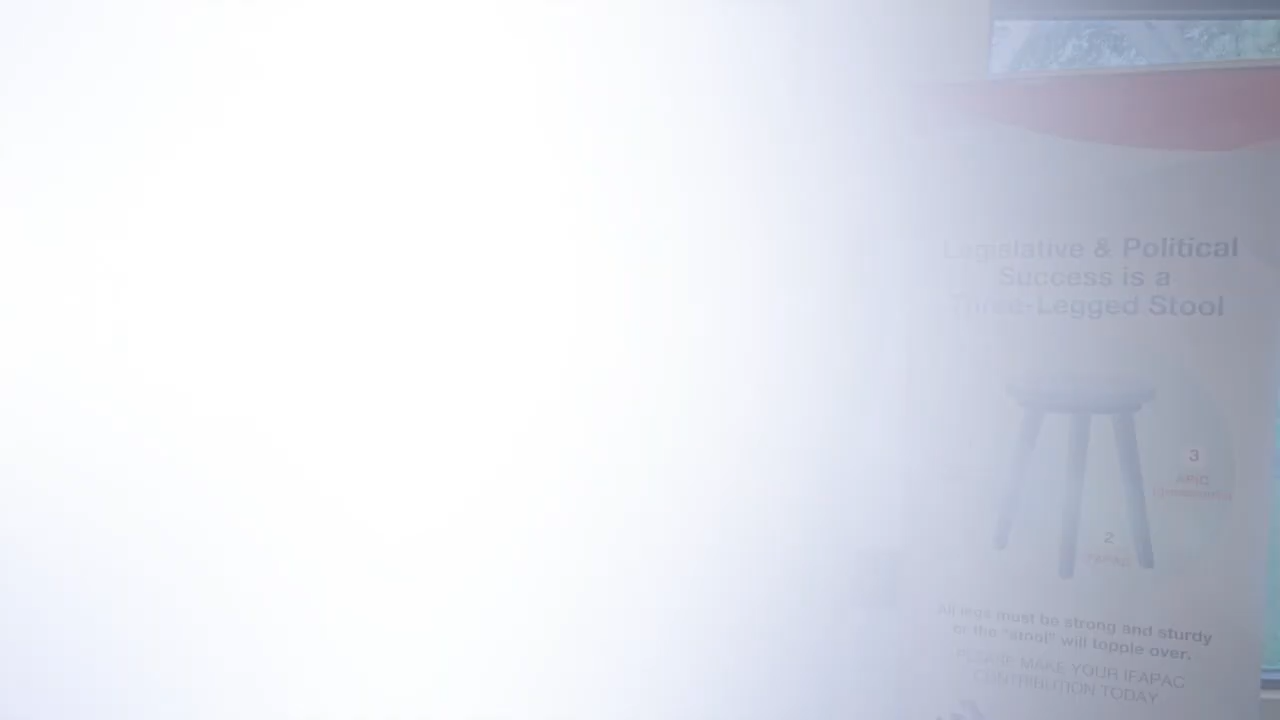 Legislative & Political
Success is a
Three-Legged Stool
3
2
All legs must be strong and sturdy
or the "stool" will topple over.
PLEASE MAKE YOUR IFAPAC
CONTRIBUTION TODAY